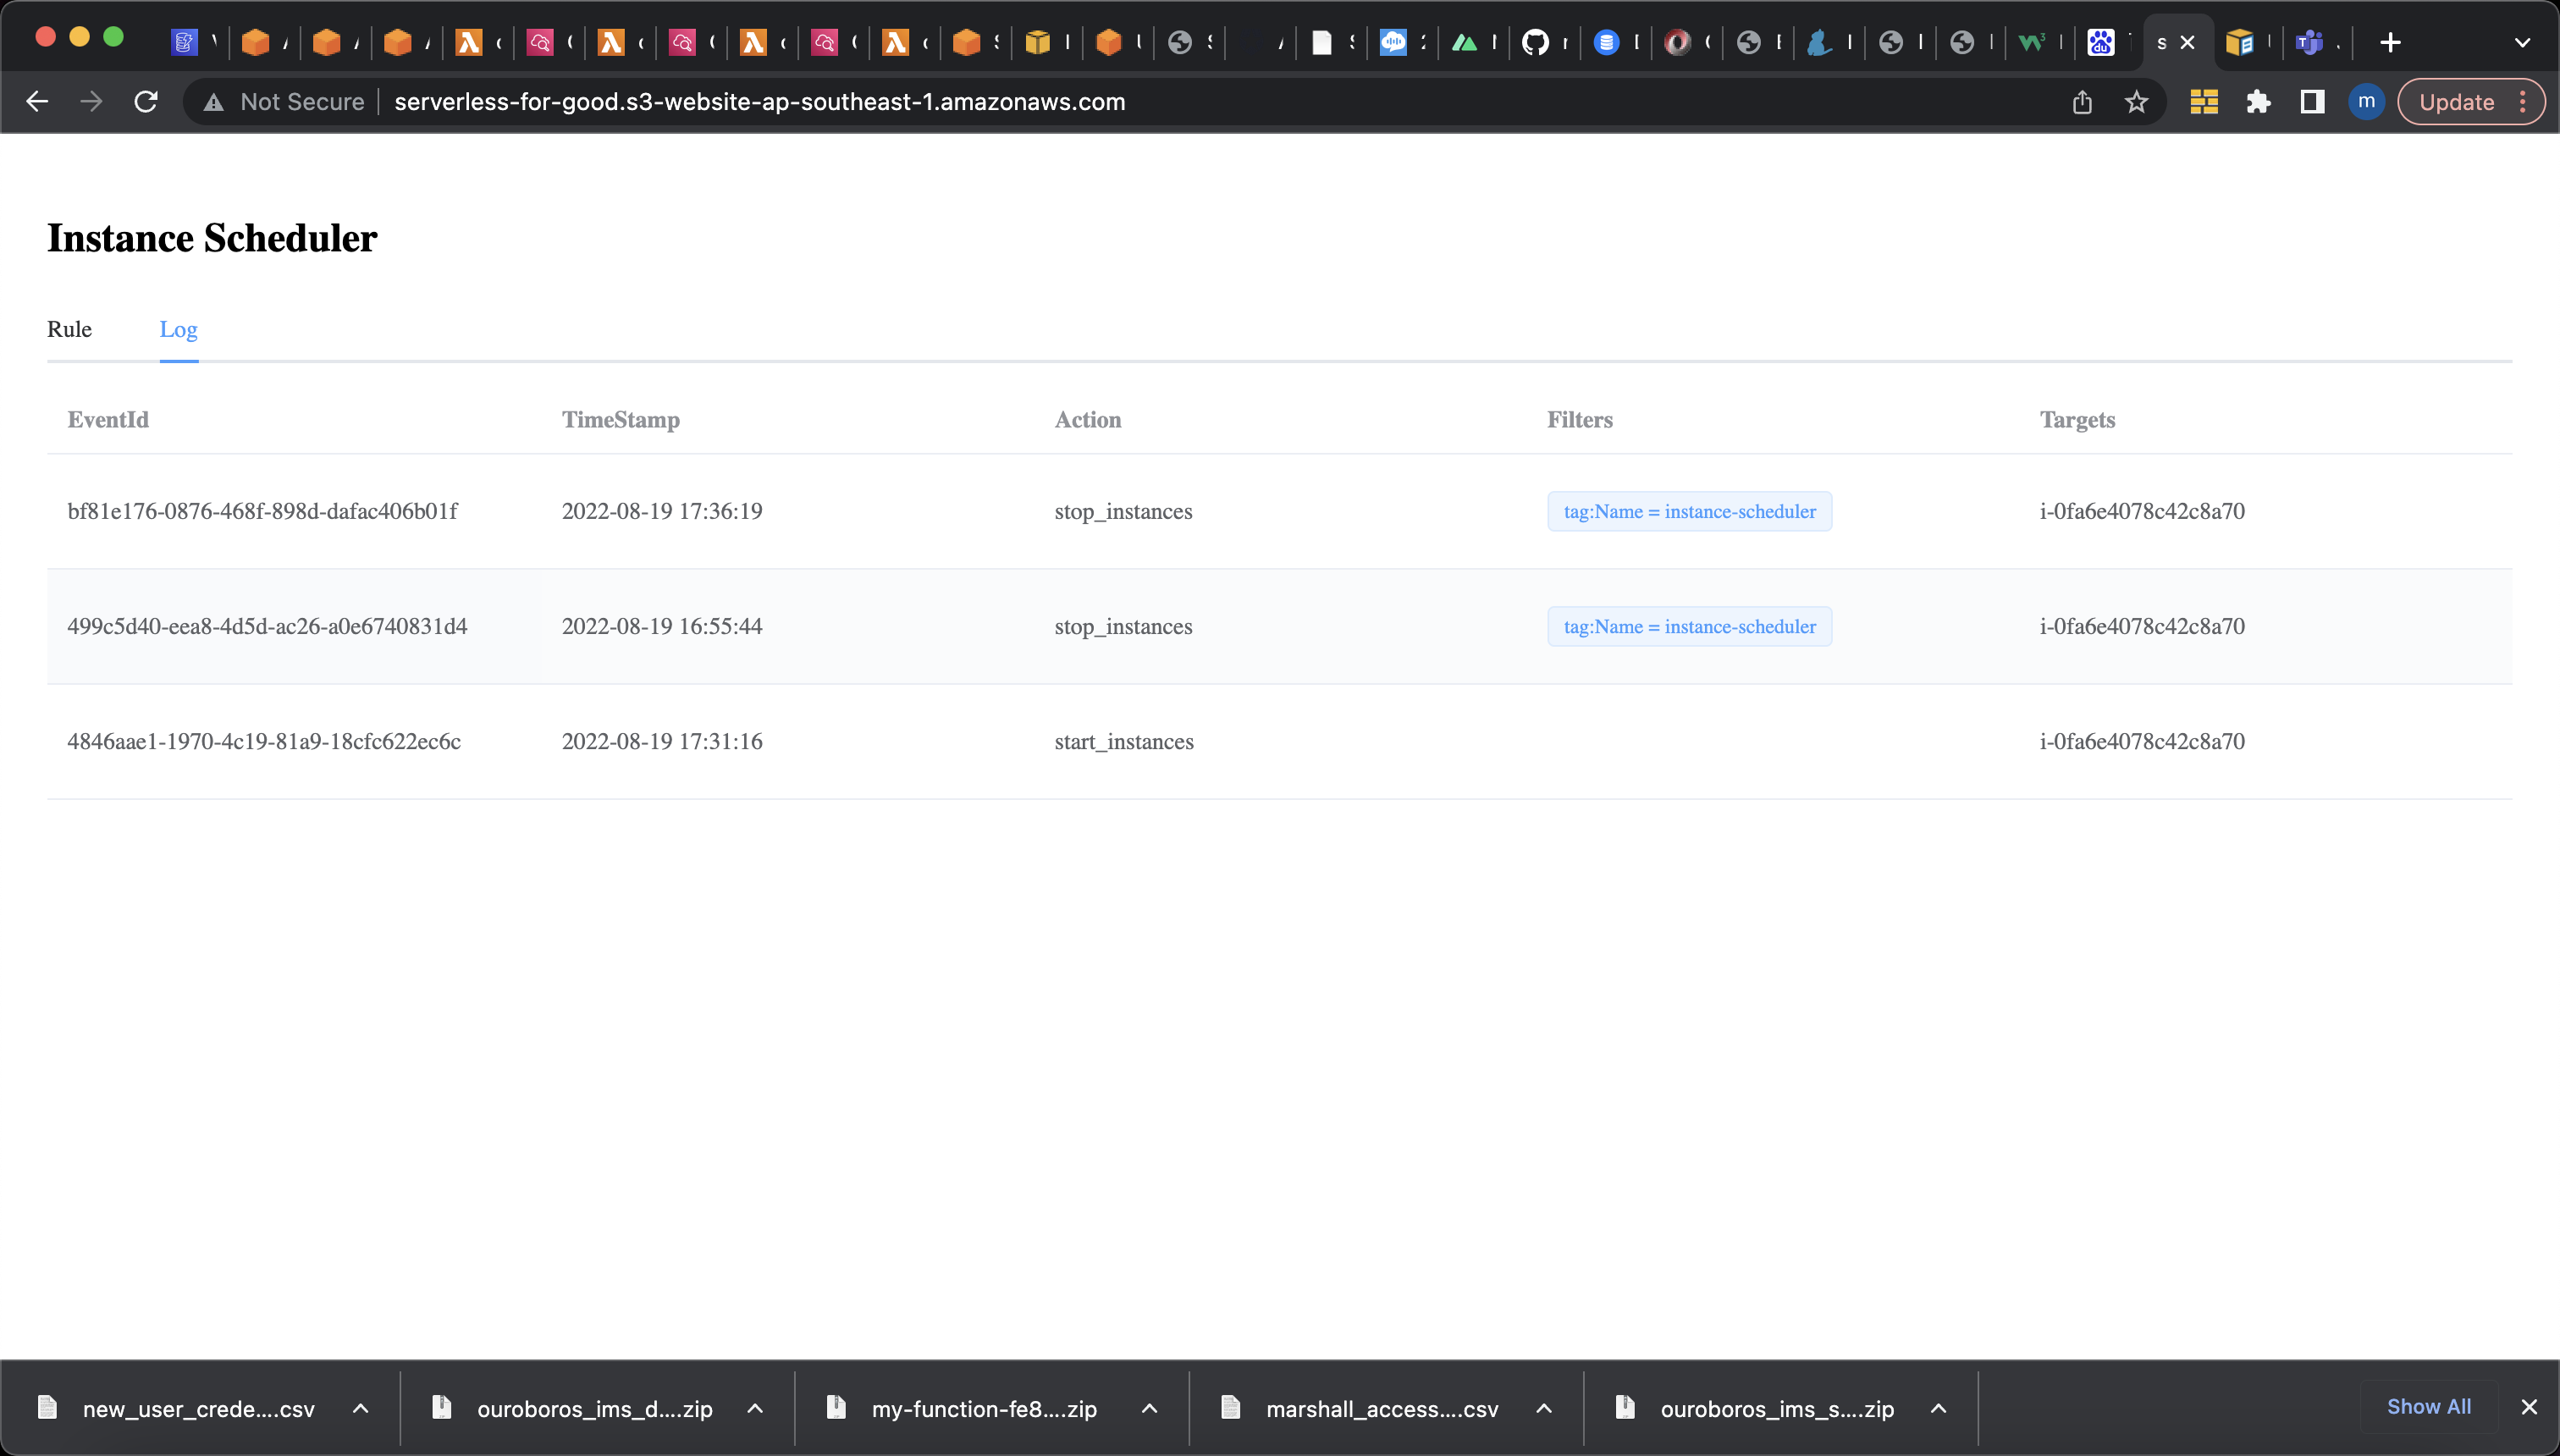 s
Not Secure serverless-for-good.s3-website-ap-southeast-1.amazonaws.com m Update
Instance Scheduler
Rule Log
EventId TimeStamp Action Filters Targets
bf81e176-0876-468f-898d-dafac406b01f 2022-08-19 17:36:19 stop_instances tag:Name = instance-scheduler i-0fa6e4078c42c8a70
499c5d40-eea8-4d5d-ac26-a0e6740831d4 2022-08-19 16:55:44 stop_instances tag:Name = instance-scheduler i-0fa6e4078c42c8a70
4846aae1-1970-4c19-81a9-18cfc622ec6c 2022-08-19 17:31:16 start_instances i-0fa6e4078c42c8a70
new_user_crede....csv ouroboros_ims_d....zip my-function-fe8....zip marshall_access....csv ouroboros_ims_s....zip Show All